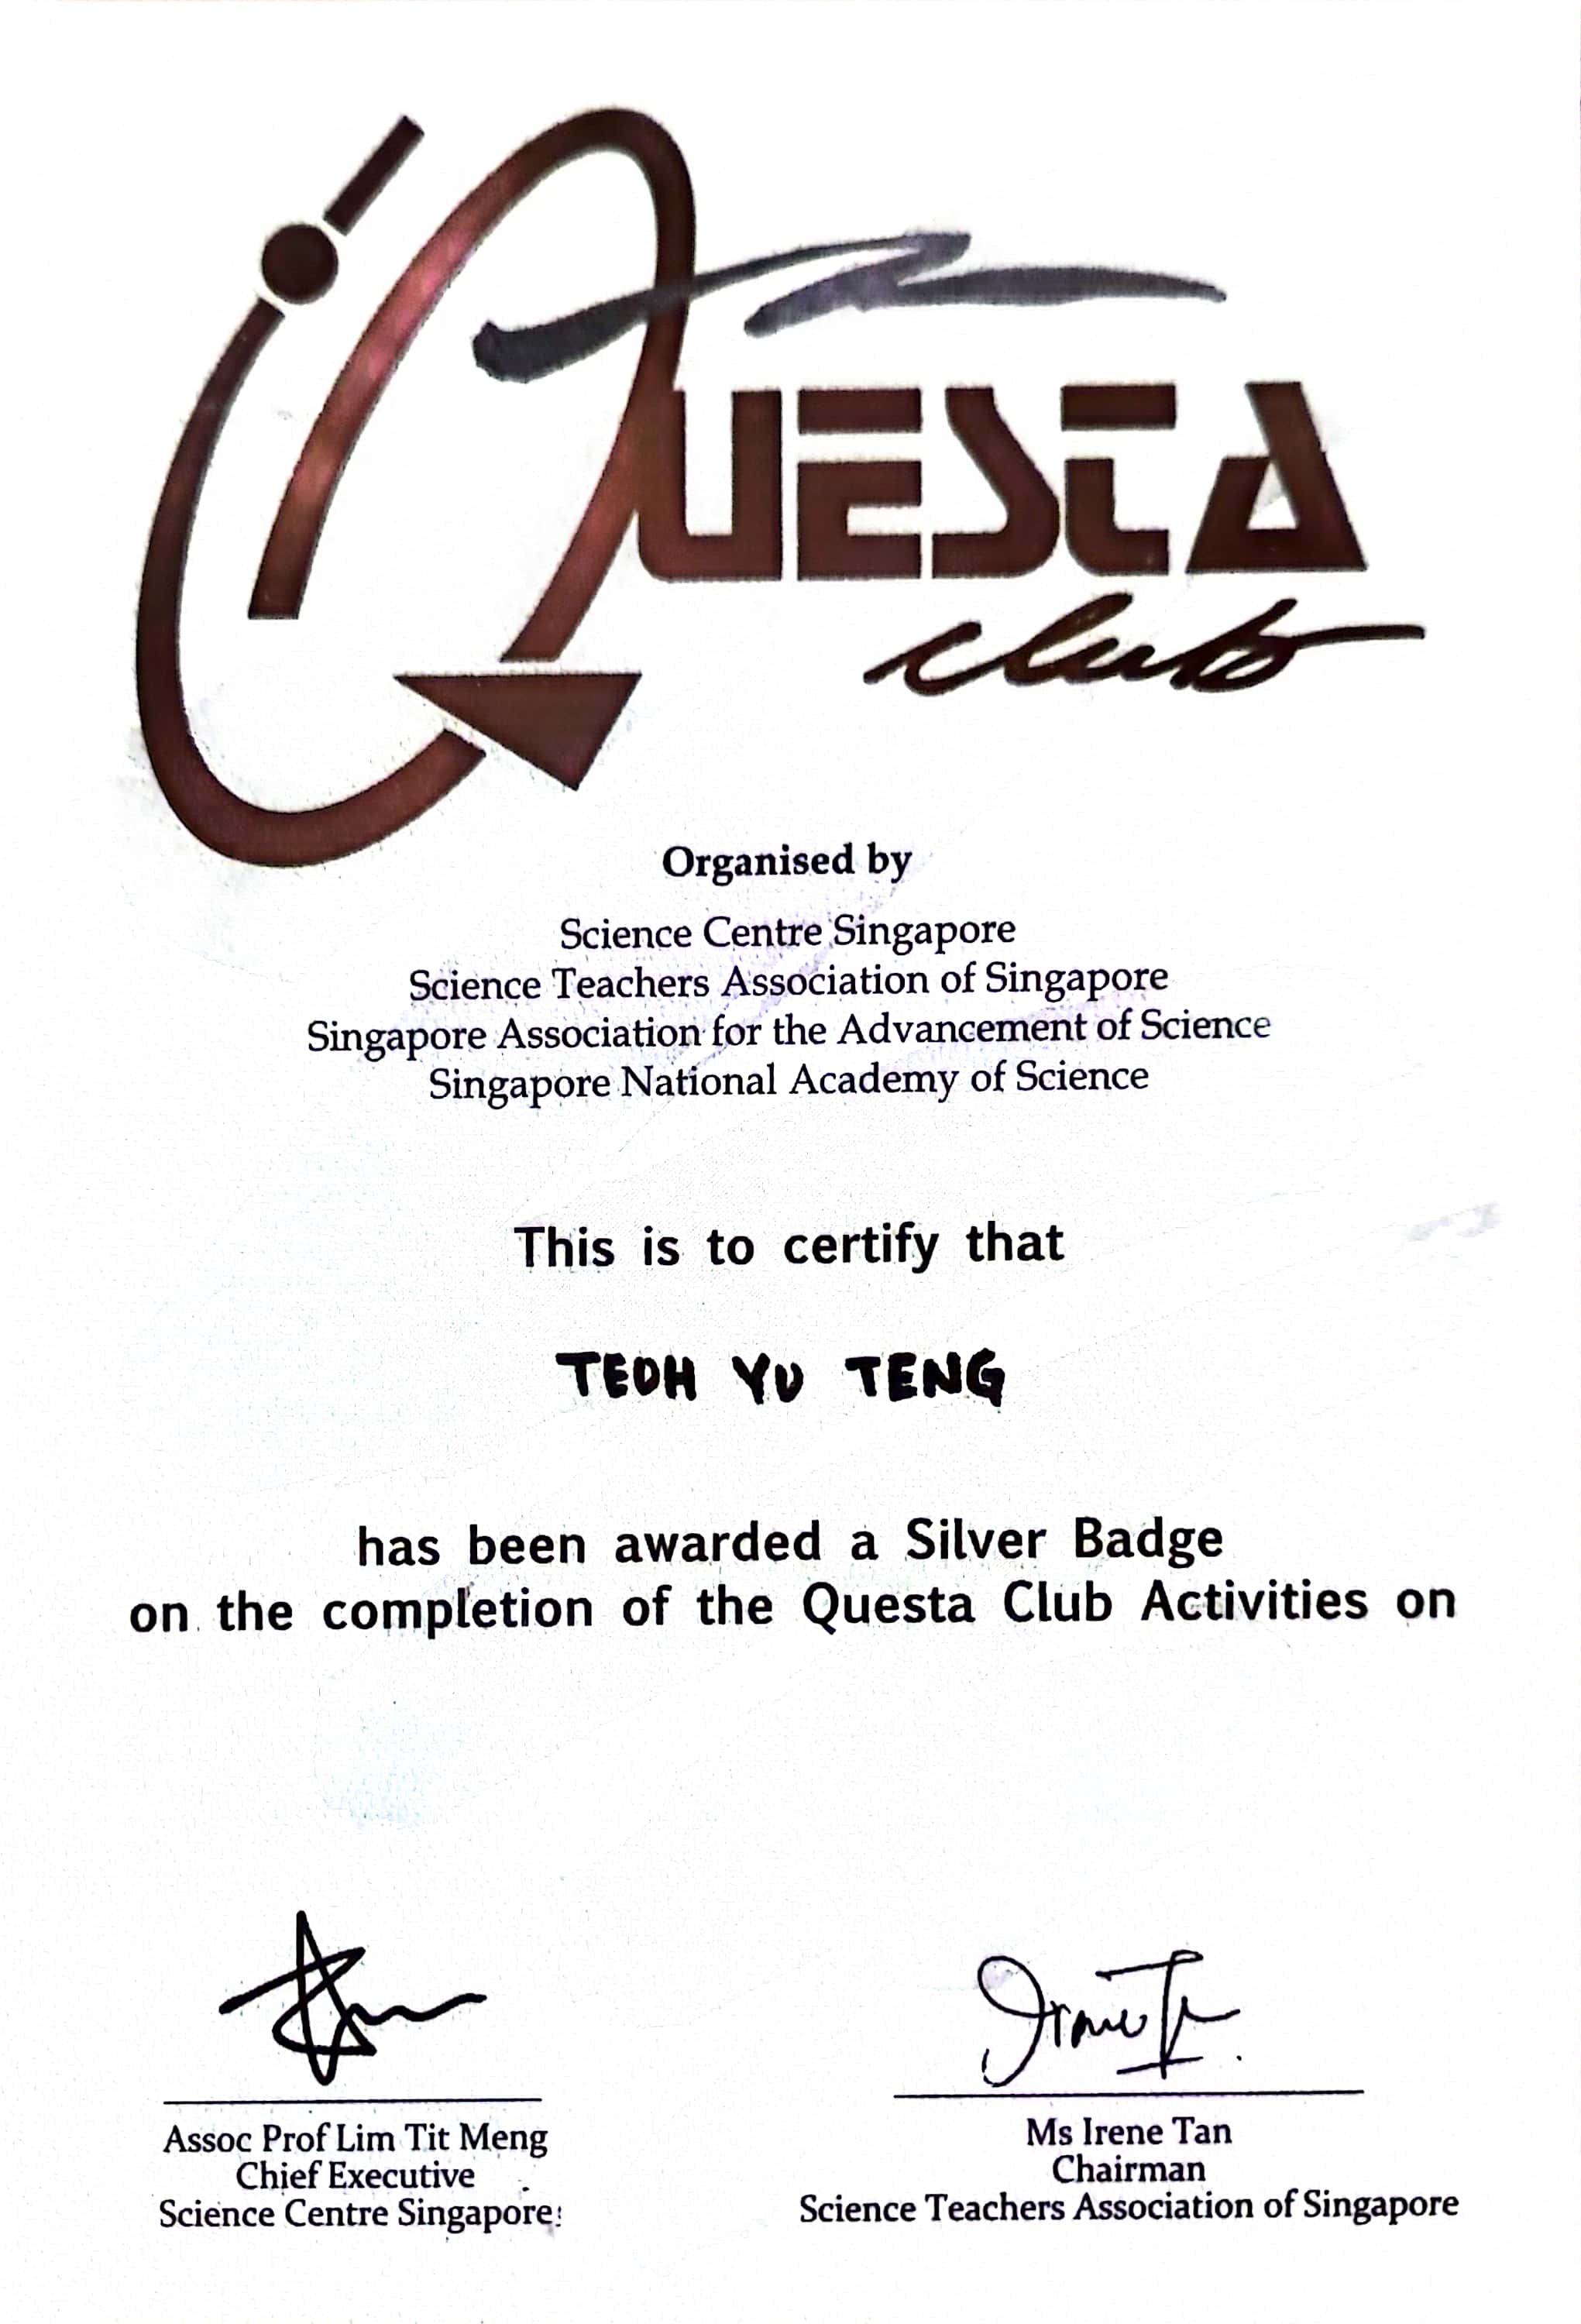 iQuesta
club
Organised by
Science Centre Singapore
Science Teachers Association of Singapore
Singapore Association for the Advancement of Science
Singapore National Academy of Science
This is to certify that
TEOH YU TENG
has been awarded a Silver Badge
on the completion of the Questa Club Activities on
Assoc Prof Lim Tit Meng
Chief Executive
Science Centre Singapore
Irene T
Ms Irene Tan
Chairman
Science Teachers Association of Singapore